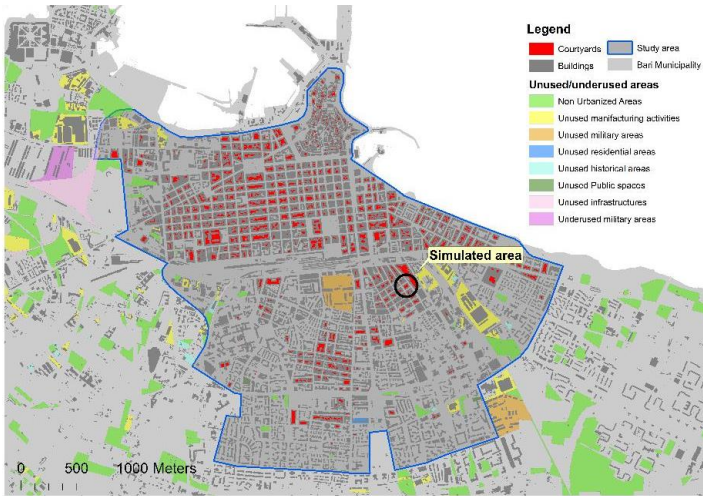 Legend
Courtyards
Study area
Buildings
Bari Municipality
Unused/underused areas
Non Urbanized Areas
Unused manifacturing activities
Unused military areas
Unused residential areas
Unused historical areas
Unused Public spacos
Unused infrastructures
Underused military areas
Simulated area
0 500 1000 Meters